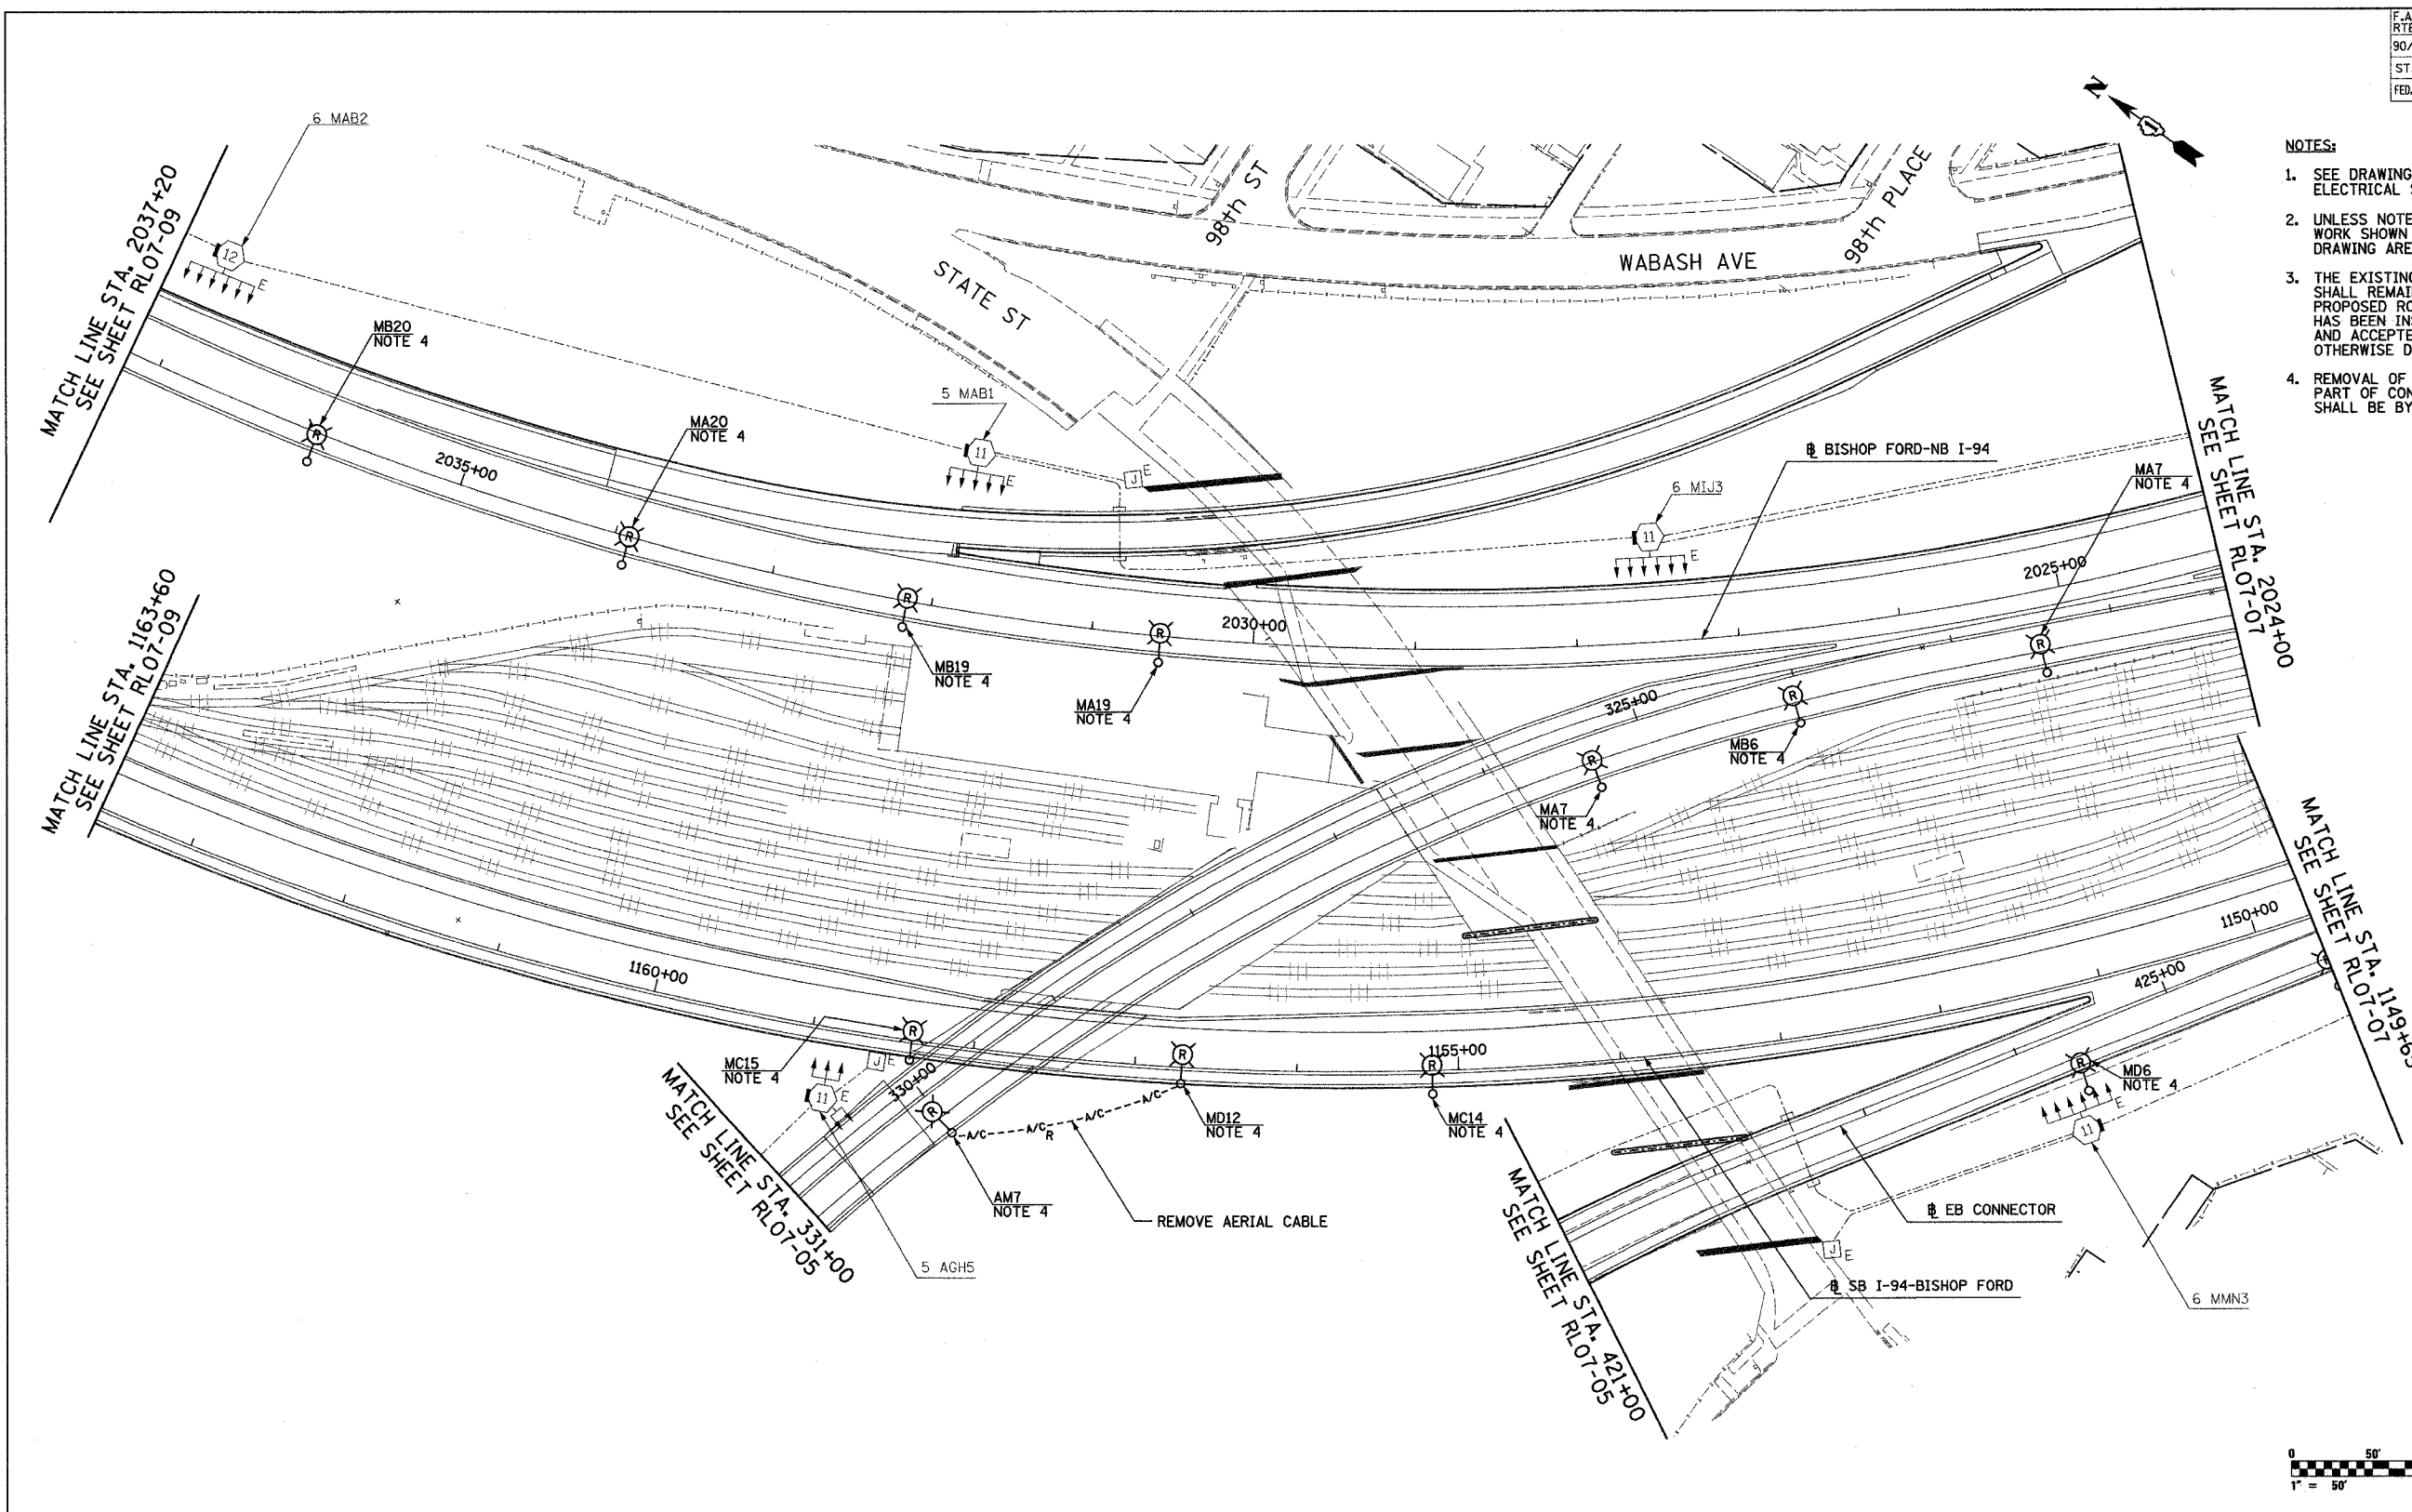 F.A
RTE
90/
ST.
FED.
N
NOTES:
1. SEE DRAWING
ELECTRICAL S
2. UNLESS NOTE
WORK SHOWN
DRAWING ARE
3. THE EXISTING
SHALL REMAI
PROPOSED RO
HAS BEEN INS
AND ACCEPTE
OTHERWISE D
4. REMOVAL OF
PART OF CON
SHALL BE BY
6 MAB2
12
E
MATCH LINE STA. 2037+20
SEE SHEET RL07-09
MB20
NOTE 4
R
2035+00
MA20
NOTE 4
R
STATE ST
98th ST
WABASH AVE
98th PLACE
5 MAB1
11
E
J E
BISHOP FORD-NB I-94
6 MIJ3
11
E
MA7
NOTE 4
R
2025+00
MATCH LINE STA. 2024+00
SEE SHEET RL07-07
MATCH LINE STA. 1163+60
SEE SHEET RL07-09
R
MB19
NOTE 4
R
MA19
NOTE 4
2030+00
325+00
R
MB6
NOTE 4
R
MA7
NOTE 4
1160+00
MC15
NOTE 4
R
J E
11
E
330+00
R
AM7
NOTE 4
A/C
A/C
R
A/C
A/C
R
MD12
NOTE 4
REMOVE AERIAL CABLE
5 AGH5
MATCH LINE STA. 331+00
SEE SHEET RL07-05
1155+00
R
MC14
NOTE 4
1150+00
425+00
R
MATCH LINE STA. 1149+65
SEE SHEET RL07-07
R
MD6
NOTE 4
E
11
EB CONNECTOR
J E
SB I-94-BISHOP FORD
6 MMN3
MATCH LINE STA. 421+00
SEE SHEET RL07-05
0 50'
1" = 50'